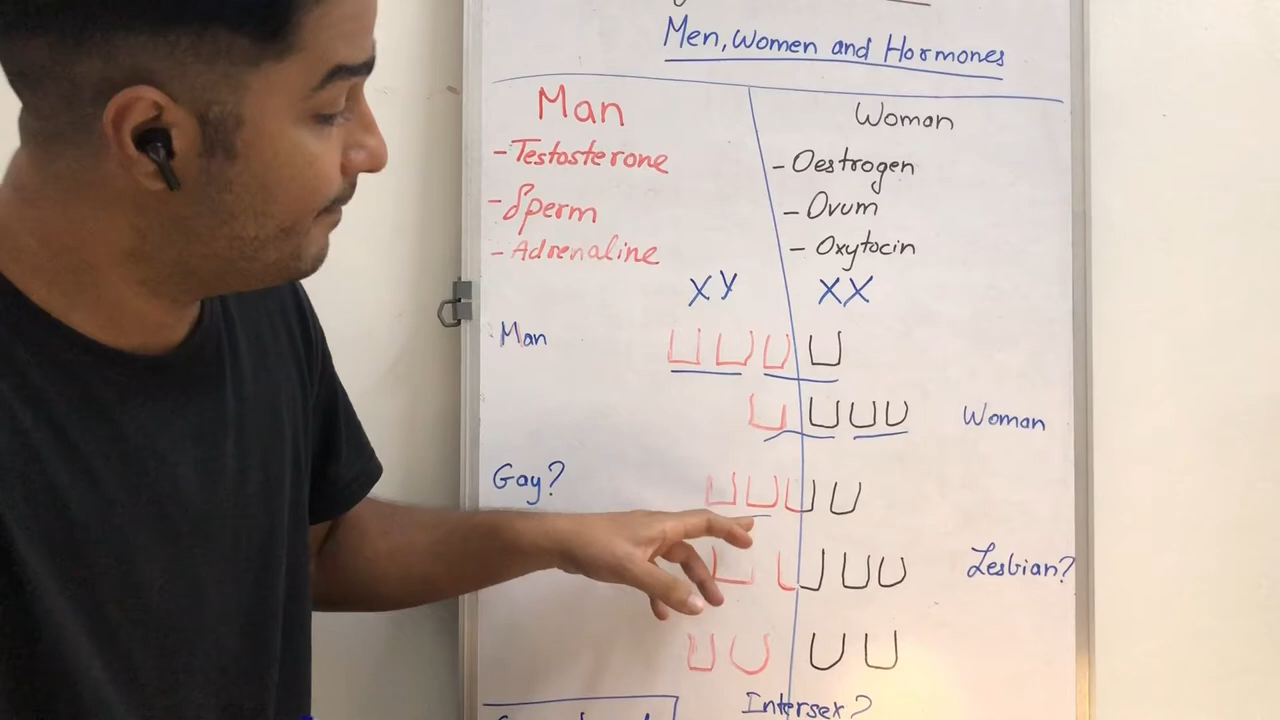 Men, Women and Hormones
Man
Woman
- Testosterone
- Oestrogen
- Sperm
- Ovum
- Adrenaline
- Oxytocin
XY
XX
Man
Woman
Gay?
Lesbian?
Intersex?